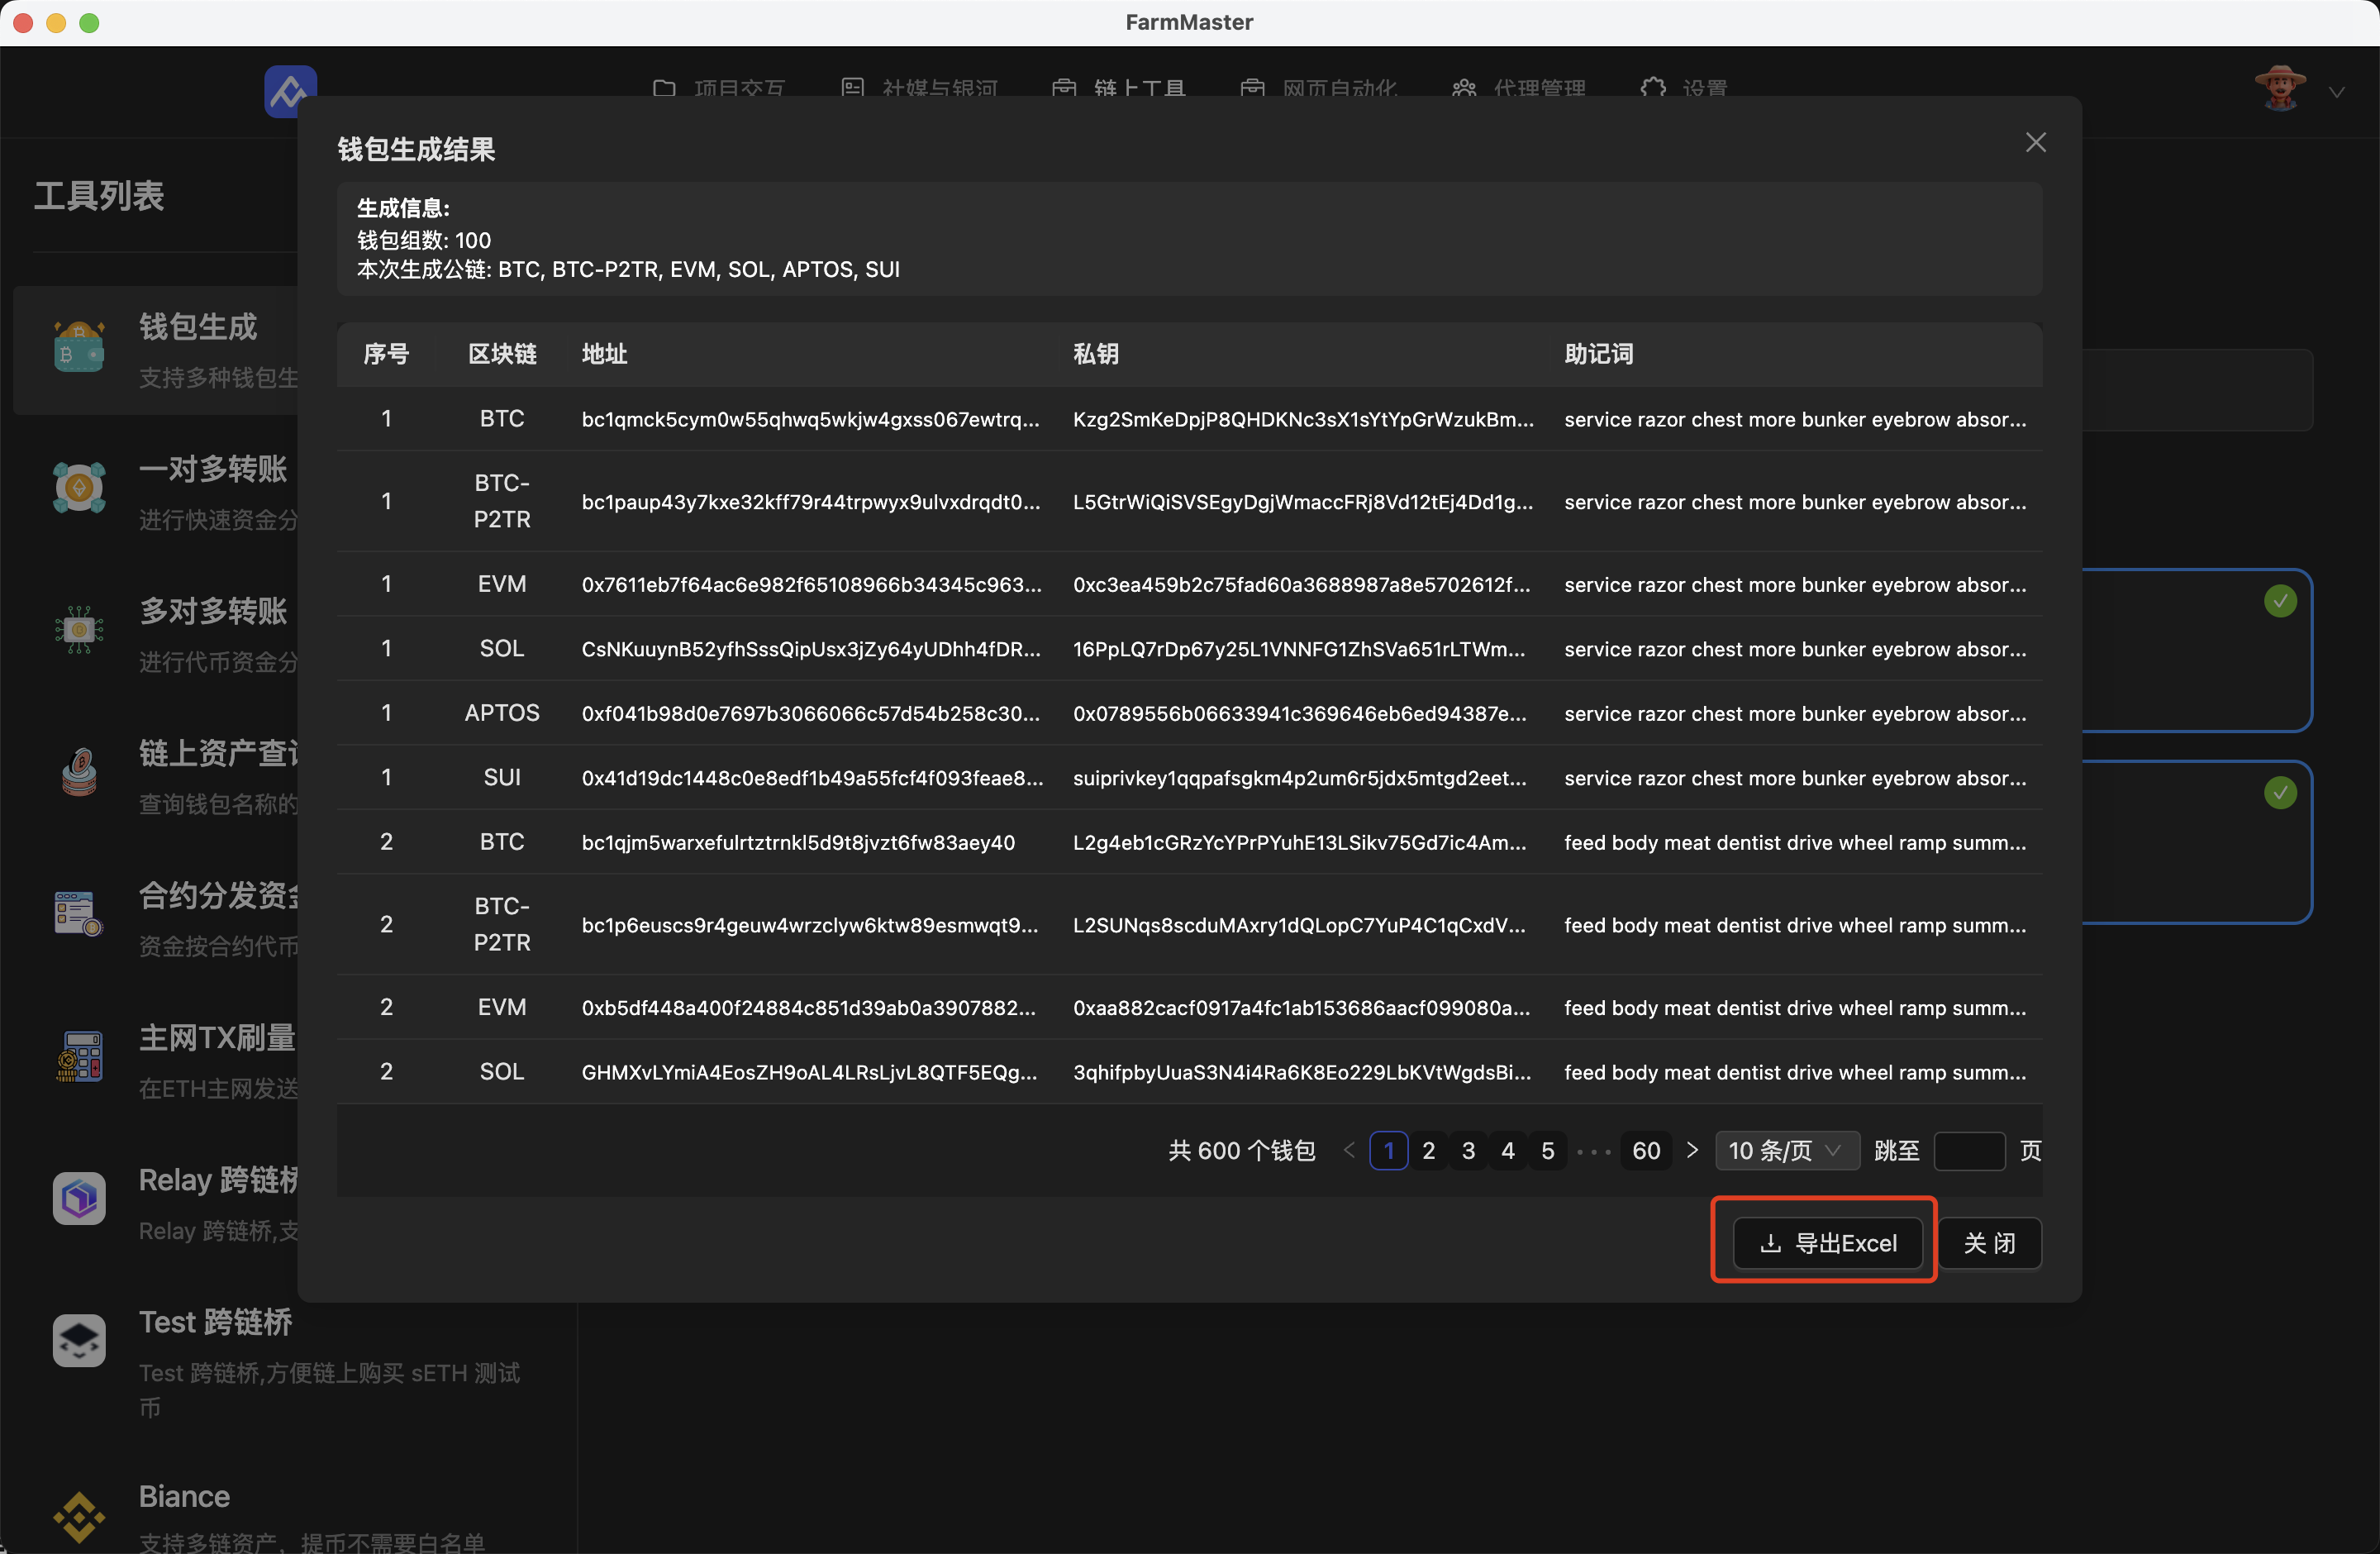 FarmMaster
项目交互
社媒与银河
链上工具
网页自动化
代理管理
设置
工具列表
钱包生成
支持多种钱包生
一对多转账
进行快速资金分
多对多转账
进行代币资金分
链上资产查
查询钱包名称的
合约分发资金
资金按合约代币
主网TX刷量
在ETH主网发送
Relay 跨链桥
Relay 跨链桥,支
Test 跨链桥
Test 跨链桥,方便链上购买 sETH 测试
币
Biance
支持多链资产，提币不需要白名单
钱包生成结果
生成信息:
钱包组数: 100
本次生成公链: BTC, BTC-P2TR, EVM, SOL, APTOS, SUI
序号 区块链 地址 私钥 助记词
1 BTC bc1qmck5cym0w55qhwq5wkjw4gxss067ewtrq... Kzg2SmKeDpjP8QHDKNc3sX1sYtYpGrWzukBm... service razor chest more bunker eyebrow absor...
1 BTC-
P2TR bc1paup43y7kxe32kff79r44trpwyx9ulvxdrqdt0... L5GtrWiQiSVSEgyDgjWmaccFRj8Vd12tEj4Dd1g... service razor chest more bunker eyebrow absor...
1 EVM 0x7611eb7f64ac6e982f65108966b34345c963... 0xc3ea459b2c75fad60a3688987a8e5702612f... service razor chest more bunker eyebrow absor...
1 SOL CsNKuuynB52yfhSssQipUsx3jZy64yUDhh4fDR... 16PpLQ7rDp67y25L1VNNFG1ZhSVa651rLTWm... service razor chest more bunker eyebrow absor...
1 APTOS 0xf041b98d0e7697b3066066c57d54b258c30... 0x0789556b06633941c369646eb6ed94387e... service razor chest more bunker eyebrow absor...
1 SUI 0x41d19dc1448c0e8edf1b49a55fcf4f093feae8... suiprivkey1qqpafsgkm4p2um6r5jdx5mtgd2eet... service razor chest more bunker eyebrow absor...
2 BTC bc1qjm5warxefulrtztrnkl5d9t8jvzt6fw83aey40 L2g4eb1cGRzYcYPrPYuhE13LSikv75Gd7ic4Am... feed body meat dentist drive wheel ramp summ...
2 BTC-
P2TR bc1p6euscs9r4geuw4wrzclyw6ktw89esmwqt9... L2SUNqs8scduMAxry1dQLopC7YuP4C1qCxdV... feed body meat dentist drive wheel ramp summ...
2 EVM 0xb5df448a400f24884c851d39ab0a3907882... 0xaa882cacf0917a4fc1ab153686aacf099080a... feed body meat dentist drive wheel ramp summ...
2 SOL GHMXvLYmiA4EosZH9oAL4LRsLjvL8QTF5EQg... 3qhifpbyUuaS3N4i4Ra6K8Eo229LbKVtWgdsBi... feed body meat dentist drive wheel ramp summ...
共 600 个钱包 < 1 2 3 4 5 ··· 60 > 10 条/页 跳至 页
导出Excel
关 闭